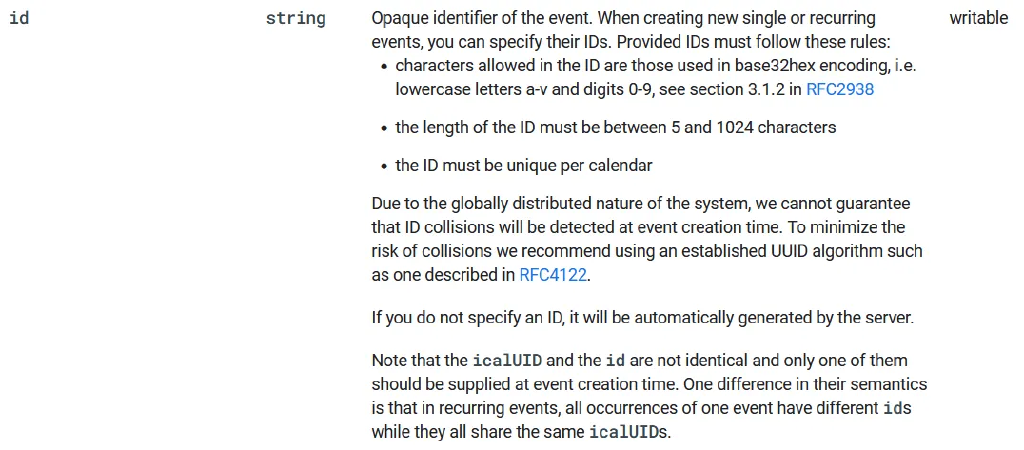 id string Opaque identifier of the event. When creating new single or recurring writable
events, you can specify their IDs. Provided IDs must follow these rules:
• characters allowed in the ID are those used in base32hex encoding, i.e.
lowercase letters a-v and digits 0-9, see section 3.1.2 in RFC2938
• the length of the ID must be between 5 and 1024 characters
• the ID must be unique per calendar
Due to the globally distributed nature of the system, we cannot guarantee
that ID collisions will be detected at event creation time. To minimize the
risk of collisions we recommend using an established UUID algorithm such
as one described in RFC4122.
If you do not specify an ID, it will be automatically generated by the server.
Note that the icalUID and the id are not identical and only one of them
should be supplied at event creation time. One difference in their semantics
is that in recurring events, all occurrences of one event have different ids
while they all share the same icalUIDs.